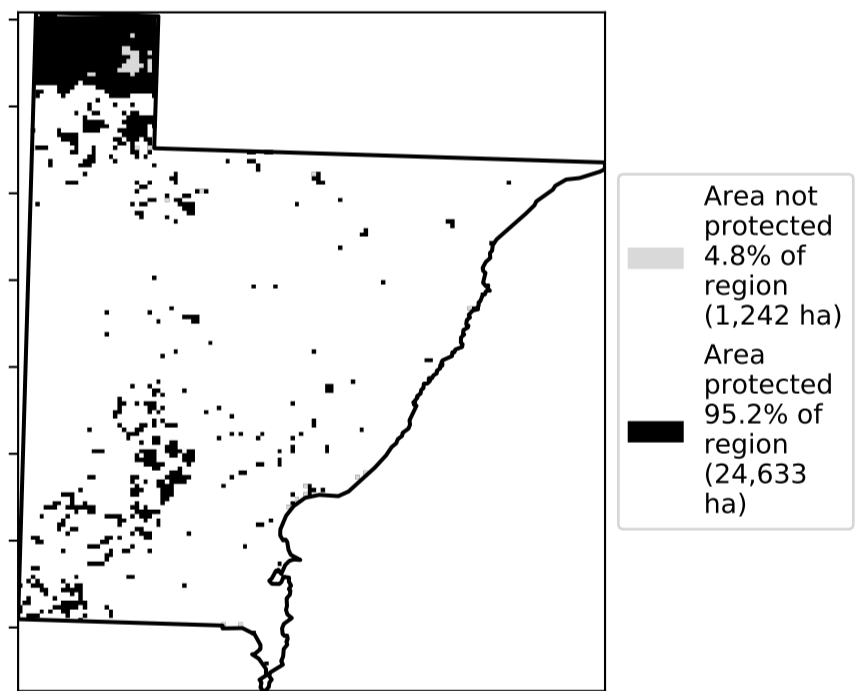 Area not
protected
4.8% of
region
(1,242 ha)
Area
protected
95.2% of
region
(24,633
ha)